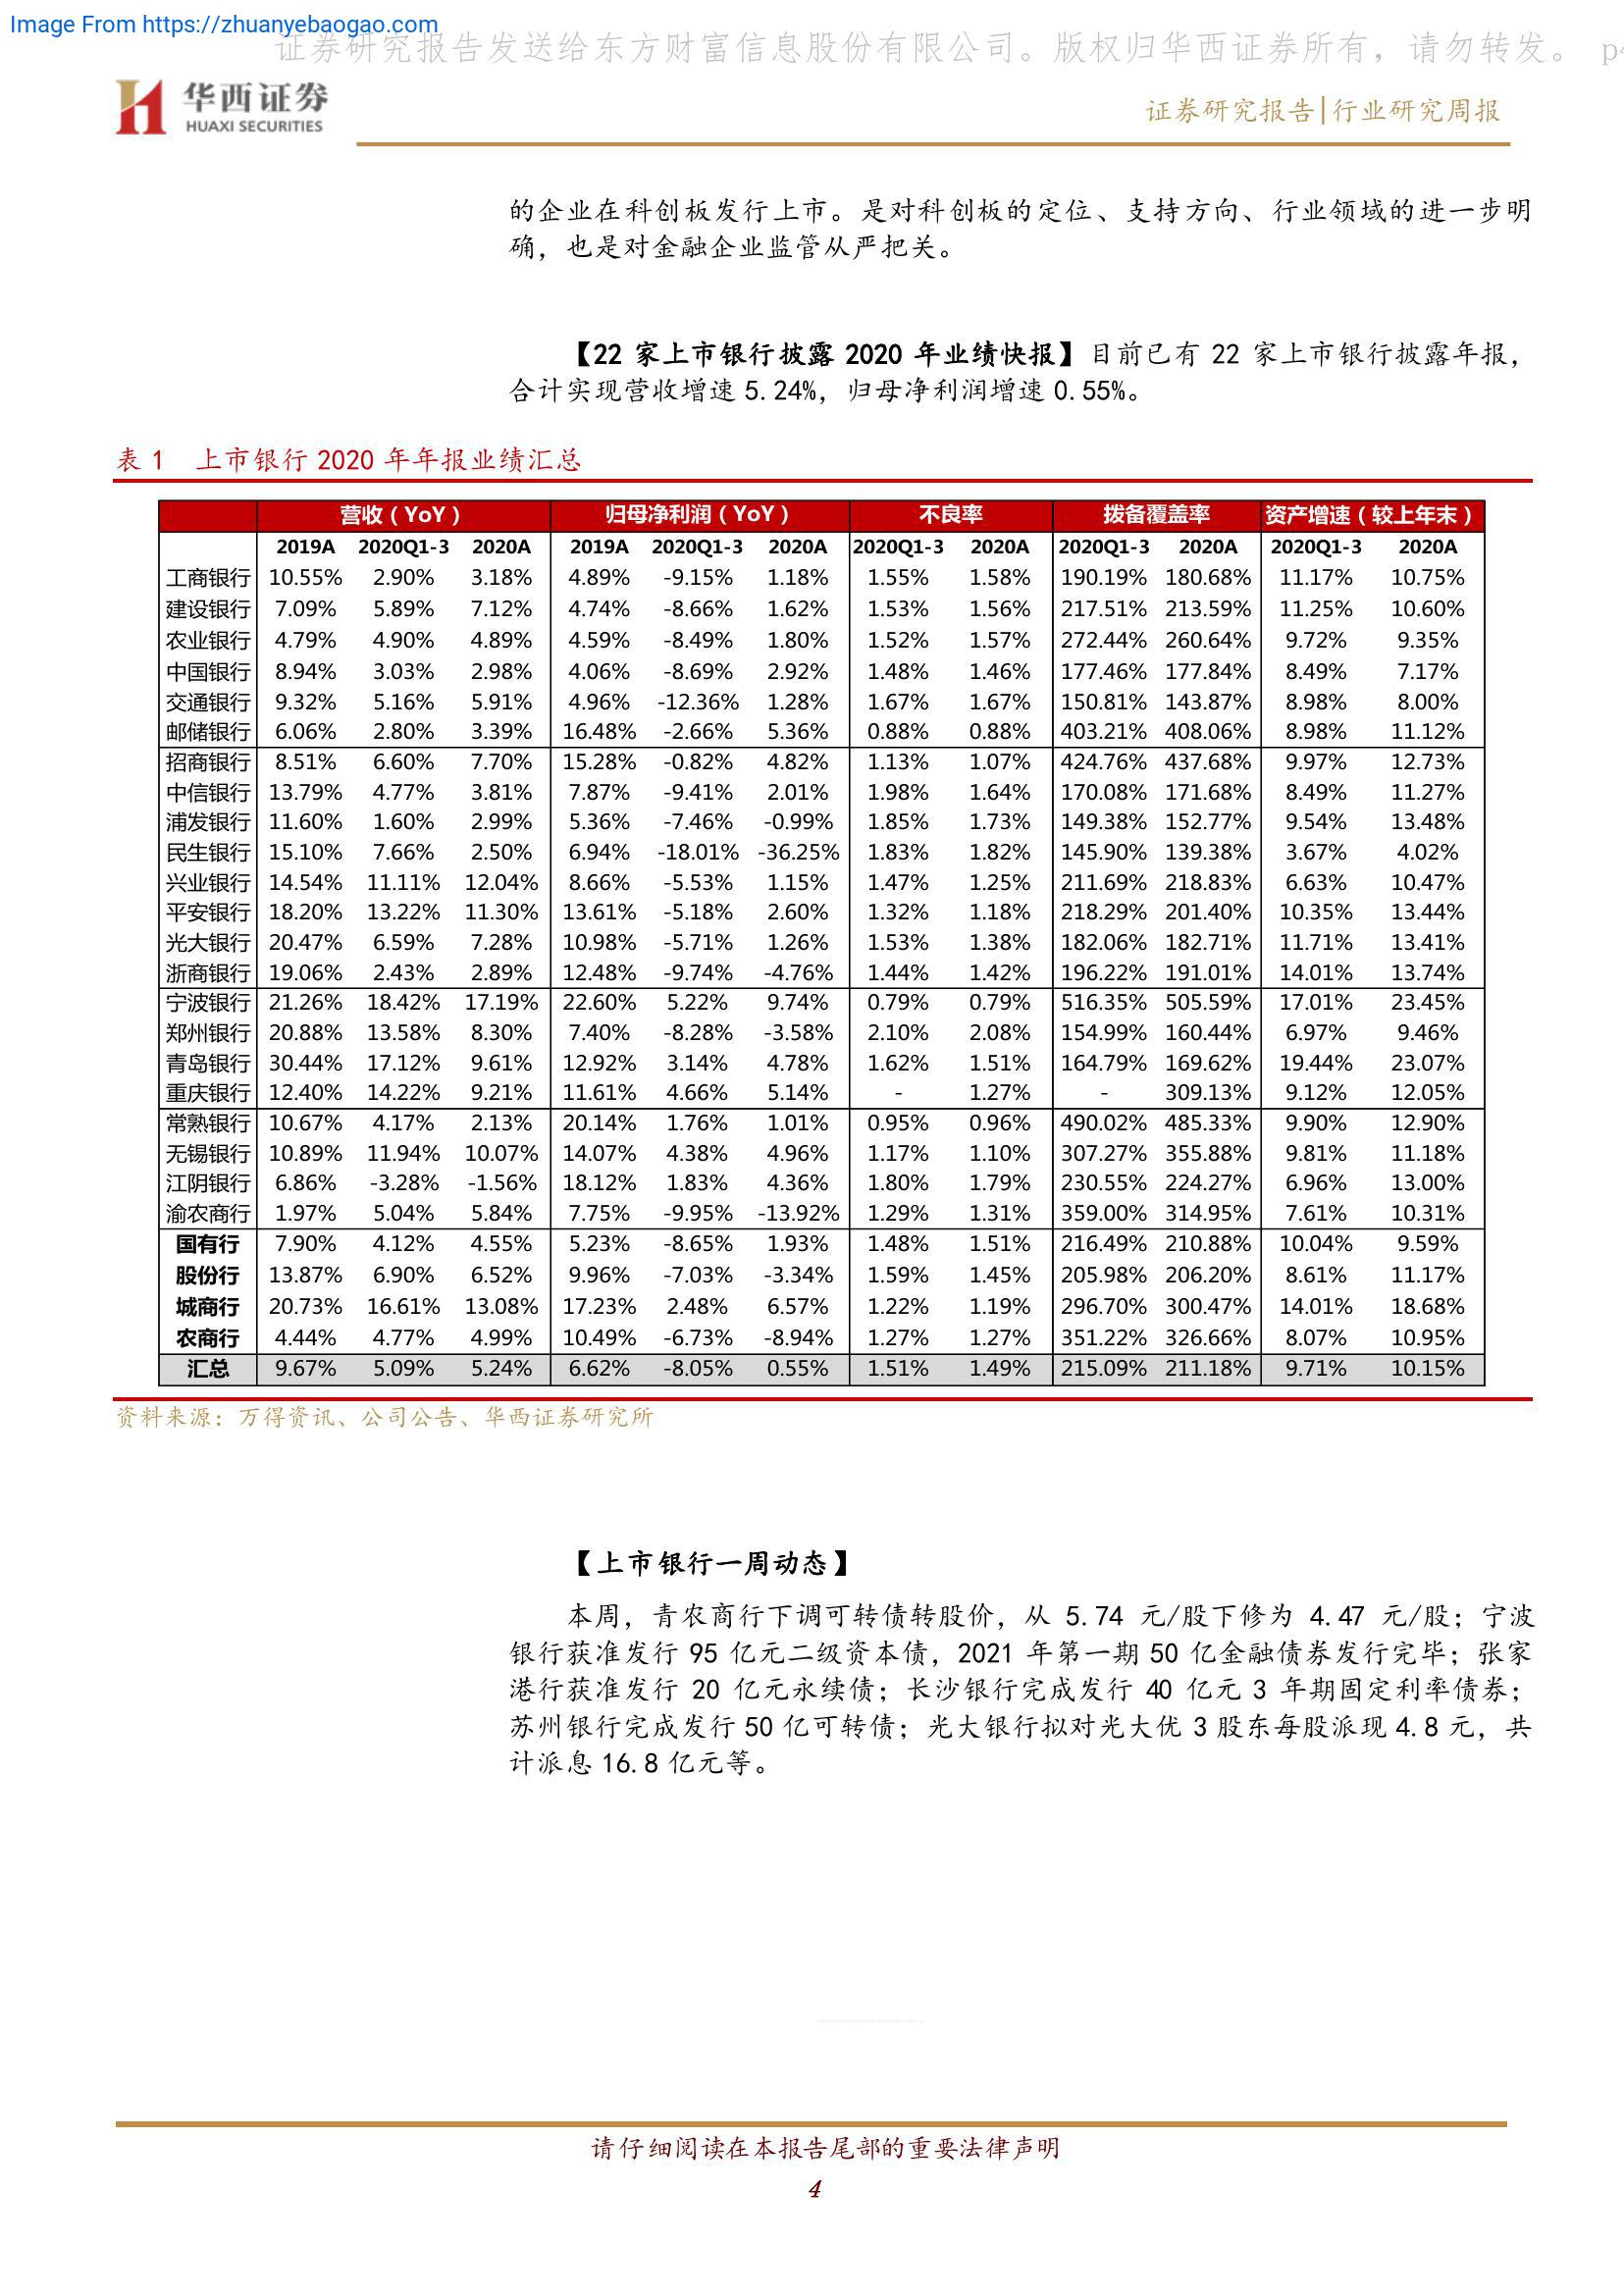 Image From https://zhuanyebaogao.com
证券研究报告发送给东方财富信息股份有限公司。版权归华西证券所有，请勿转发。 p4
华西证券
HUAXI SECURITIES
证券研究报告|行业研究周报
的企业在科创板发行上市。是对科创板的定位、支持方向、行业领域的进一步明
确，也是对金融企业监管从严把关。
【22 家上市银行披露 2020 年业绩快报】目前已有 22 家上市银行披露年报，
合计实现营收增速 5.24%，归母净利润增速 0.55%。
表 1 上市银行 2020 年年报业绩汇总
营收（YoY） 归母净利润（YoY） 不良率 拨备覆盖率 资产增速（较上年末）
2019A 2020Q1-3 2020A 2019A 2020Q1-3 2020A 2020Q1-3 2020A 2020Q1-3 2020A 2020Q1-3 2020A
工商银行 10.55% 2.90% 3.18% 4.89% -9.15% 1.18% 1.55% 1.58% 190.19% 180.68% 11.17% 10.75%
建设银行 7.09% 5.89% 7.12% 4.74% -8.66% 1.62% 1.53% 1.56% 217.51% 213.59% 11.25% 10.60%
农业银行 4.79% 4.90% 4.89% 4.59% -8.49% 1.80% 1.52% 1.57% 272.44% 260.64% 9.72% 9.35%
中国银行 8.94% 3.03% 2.98% 4.06% -8.69% 2.92% 1.48% 1.46% 177.46% 177.84% 8.49% 7.17%
交通银行 9.32% 5.16% 5.91% 4.96% -12.36% 1.28% 1.67% 1.67% 150.81% 143.87% 8.98% 8.00%
邮储银行 6.06% 2.80% 3.39% 16.48% -2.66% 5.36% 0.88% 0.88% 403.21% 408.06% 8.98% 11.12%
招商银行 8.51% 6.60% 7.70% 15.28% -0.82% 4.82% 1.13% 1.07% 424.76% 437.68% 9.97% 12.73%
中信银行 13.79% 4.77% 3.81% 7.87% -9.41% 2.01% 1.98% 1.64% 170.08% 171.68% 8.49% 11.27%
浦发银行 11.60% 1.60% 2.99% 5.36% -7.46% -0.99% 1.85% 1.73% 149.38% 152.77% 9.54% 13.48%
民生银行 15.10% 7.66% 2.50% 6.94% -18.01% -36.25% 1.83% 1.82% 145.90% 139.38% 3.67% 4.02%
兴业银行 14.54% 11.11% 12.04% 8.66% -5.53% 1.15% 1.47% 1.25% 211.69% 218.83% 6.63% 10.47%
平安银行 18.20% 13.22% 11.30% 13.61% -5.18% 2.60% 1.32% 1.18% 218.29% 201.40% 10.35% 13.44%
光大银行 20.47% 6.59% 7.28% 10.98% -5.71% 1.26% 1.53% 1.38% 182.06% 182.71% 11.71% 13.41%
浙商银行 19.06% 2.43% 2.89% 12.48% -9.74% -4.76% 1.44% 1.42% 196.22% 191.01% 14.01% 13.74%
宁波银行 21.26% 18.42% 17.19% 22.60% 5.22% 9.74% 0.79% 0.79% 516.35% 505.59% 17.01% 23.45%
郑州银行 20.88% 13.58% 8.30% 7.40% -8.28% -3.58% 2.10% 2.08% 154.99% 160.44% 6.97% 9.46%
青岛银行 30.44% 17.12% 9.61% 12.92% 3.14% 4.78% 1.62% 1.51% 164.79% 169.62% 19.44% 23.07%
重庆银行 12.40% 14.22% 9.21% 11.61% 4.66% 5.14% - 1.27% - 309.13% 9.12% 12.05%
常熟银行 10.67% 4.17% 2.13% 20.14% 1.76% 1.01% 0.95% 0.96% 490.02% 485.33% 9.90% 12.90%
无锡银行 10.89% 11.94% 10.07% 14.07% 4.38% 4.96% 1.17% 1.10% 307.27% 355.88% 9.81% 11.18%
江阴银行 6.86% -3.28% -1.56% 18.12% 1.83% 4.36% 1.80% 1.79% 230.55% 224.27% 6.96% 13.00%
渝农商行 1.97% 5.04% 5.84% 7.75% -9.95% -13.92% 1.29% 1.31% 359.00% 314.95% 7.61% 10.31%
国有行 7.90% 4.12% 4.55% 5.23% -8.65% 1.93% 1.48% 1.51% 216.49% 210.88% 10.04% 9.59%
股份行 13.87% 6.90% 6.52% 9.96% -7.03% -3.34% 1.59% 1.45% 205.98% 206.20% 8.61% 11.17%
城商行 20.73% 16.61% 13.08% 17.23% 2.48% 6.57% 1.22% 1.19% 296.70% 300.47% 14.01% 18.68%
农商行 4.44% 4.77% 4.99% 10.49% -6.73% -8.94% 1.27% 1.27% 351.22% 326.66% 8.07% 10.95%
汇总 9.67% 5.09% 5.24% 6.62% -8.05% 0.55% 1.51% 1.49% 215.09% 211.18% 9.71% 10.15%
资料来源：万得资讯、公司公告、华西证券研究所
【上市银行一周动态】
本周，青农商行下调可转债转股价，从 5.74 元/股下修为 4.47 元/股；宁波
银行获准发行 95 亿元二级资本债，2021 年第一期 50 亿金融债券发行完毕；张家
港行获准发行 20 亿元永续债；长沙银行完成发行 40 亿元 3 年期固定利率债券；
苏州银行完成发行 50 亿可转债；光大银行拟对光大优 3 股东每股派现 4.8 元，共
计派息 16.8 亿元等。
请仔细阅读在本报告尾部的重要法律声明
4